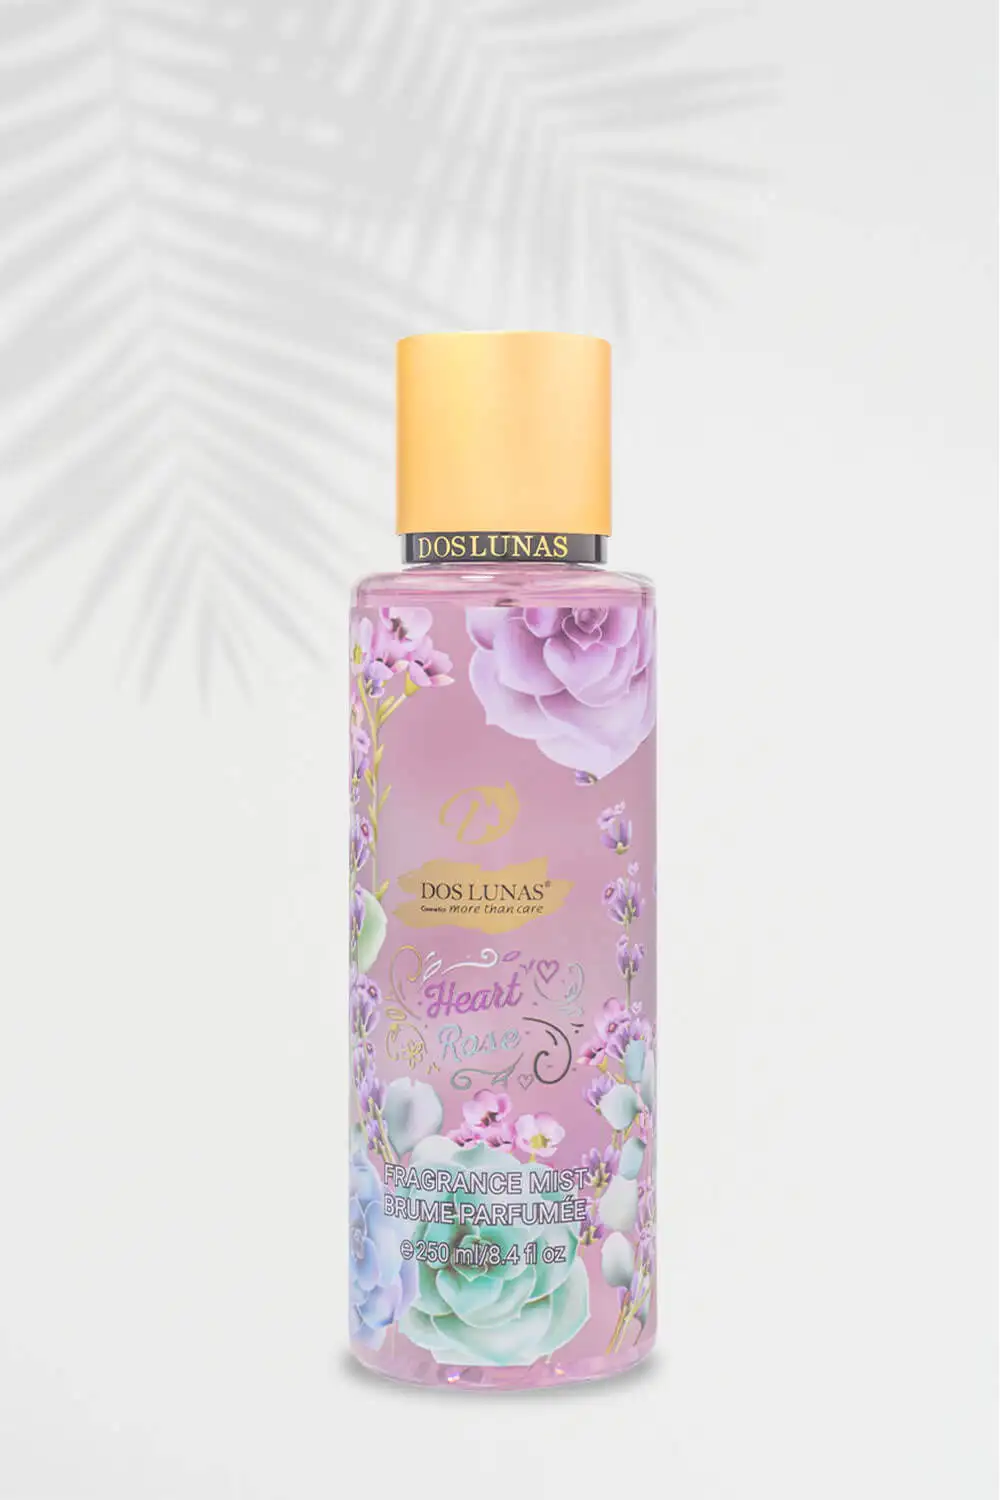 DOSLUNAS
DOS LUNAS®
Cosmetics more than care
Heart
Rose
FRAGRANCE MIST
BRUME PARFUMÉE
℮ 250 ml/8.4 fl oz